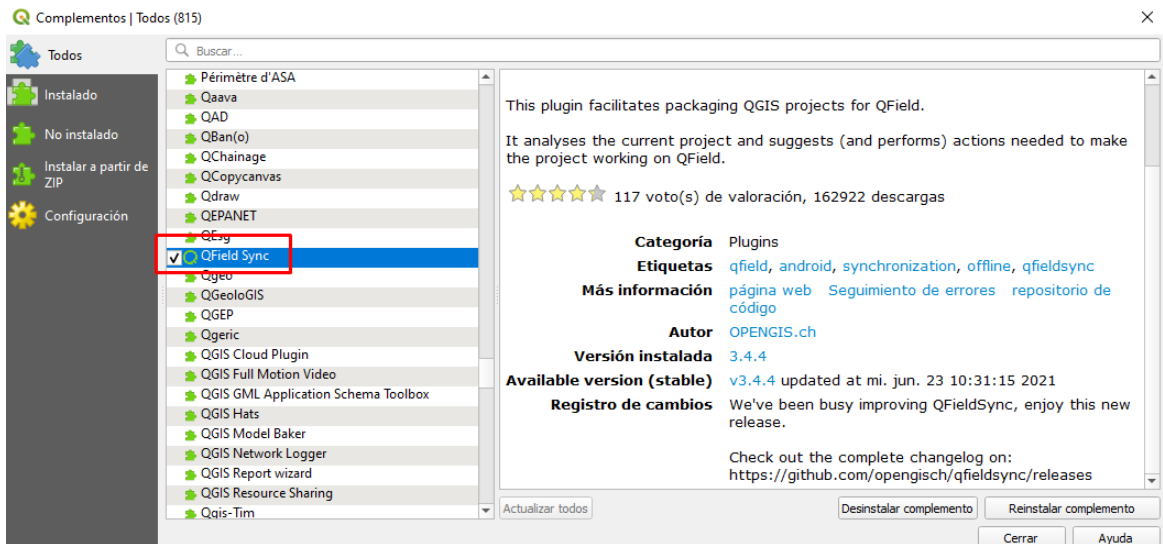 Complementos | Todos (815)
Todos
Instalado
No instalado
Instalar a partir de
ZIP
Configuración
Buscar...
Périmètre d'ASA
Qaava
QAD
QBan(o)
QChainage
QCopycanvas
Qdraw
QEPANET
QEsg
QField Sync
Qgeo
QGeoloGIS
QGEP
Qgeric
QGIS Cloud Plugin
QGIS Full Motion Video
QGIS GML Application Schema Toolbox
QGIS Hats
QGIS Model Baker
QGIS Network Logger
QGIS Report wizard
QGIS Resource Sharing
Qgis-Tim
This plugin facilitates packaging QGIS projects for QField.
It analyses the current project and suggests (and performs) actions needed to make
the project working on QField.
117 voto(s) de valoración, 162922 descargas
Categoría Plugins
Etiquetas qfield, android, synchronization, offline, qfieldsync
Más información página web Seguimiento de errores repositorio de
código
Autor OPENGIS.ch
Versión instalada 3.4.4
Available version (stable) v3.4.4 updated at mi. jun. 23 10:31:15 2021
Registro de cambios We've been busy improving QFieldSync, enjoy this new
release.
Check out the complete changelog on:
https://github.com/opengisch/qfieldsync/releases
Actualizar todos Desinstalar complemento Reinstalar complemento
Cerrar Ayuda